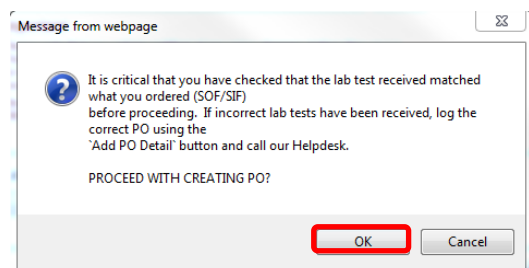 Message from webpage
It is critical that you have checked that the lab test received matched
what you ordered (SOF/SIF)
before proceeding. If incorrect lab tests have been received, log the
correct PO using the
`Add PO Detail` button and call our Helpdesk.
PROCEED WITH CREATING PO?
OK
Cancel